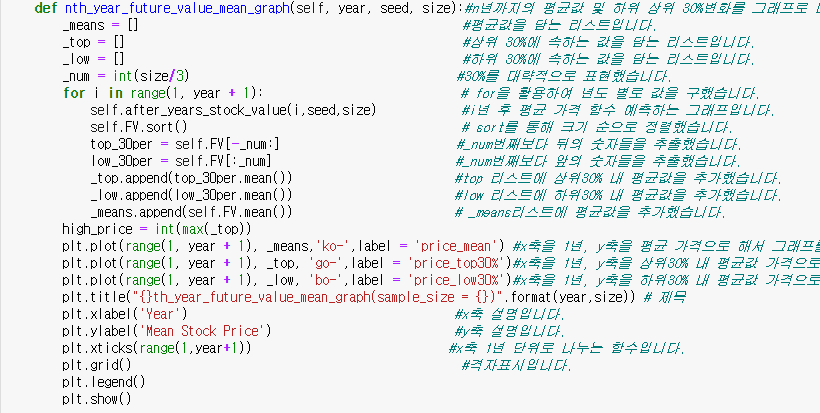 def nth_year_future_value_mean_graph(self, year, seed, size):#n년까지의 평균값 및 하위 상위 30%변화를 그래프로
_means = [] #평균값을 담는 리스트입니다.
_top = [] #상위 30%에 속하는 값을 담는 리스트입니다.
_low = [] #하위 30%에 속하는 값을 담는 리스트입니다.
_num = int(size/3) #30%를 대략적으로 표현했습니다.
for i in range(1, year + 1): # for을 활용하여 년도 별로 값을 구했습니다.
self.after_years_stock_value(i,seed,size) #i년 후 평균 가격 함수 예측하는 그래프입니다.
self.FV.sort() # sort를 통해 크기 순으로 정렬했습니다.
top_30per = self.FV[-_num:] #_num번째보다 뒤의 숫자들을 추출했습니다.
low_30per = self.FV[:_num] #_num번째보다 앞의 숫자들을 추출했습니다.
_top.append(top_30per.mean()) #top 리스트에 상위30% 내 평균값을 추가했습니다.
_low.append(low_30per.mean()) #low 리스트에 하위30% 내 평균값을 추가했습니다.
_means.append(self.FV.mean()) # _means리스트에 평균값을 추가했습니다.
high_price = int(max(_top))
plt.plot(range(1, year + 1), _means,'ko-',label = 'price_mean') #x축을 1년, y축을 평균 가격으로 해서 그래프를
plt.plot(range(1, year + 1), _top, 'go-',label = 'price_top30%')#x축을 1년, y축을 상위30% 내 평균값 가격으로
plt.plot(range(1, year + 1), _low, 'bo-',label = 'price_low30%')#x축을 1년, y축을 하위30% 내 평균값 가격으로
plt.title("{}th_year_future_value_mean_graph(sample_size = {})".format(year,size)) # 제목
plt.xlabel('Year') #x축 설명입니다.
plt.ylabel('Mean Stock Price') #y축 설명입니다.
plt.xticks(range(1,year+1)) #x축 1년 단위로 나누는 함수입니다.
plt.grid() #격자표시입니다.
plt.legend()
plt.show()